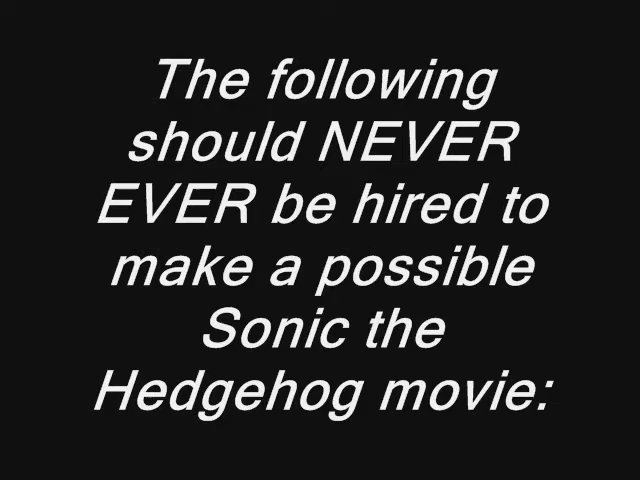 The following
should NEVER
EVER be hired to
make a possible
Sonic the
Hedgehog movie: